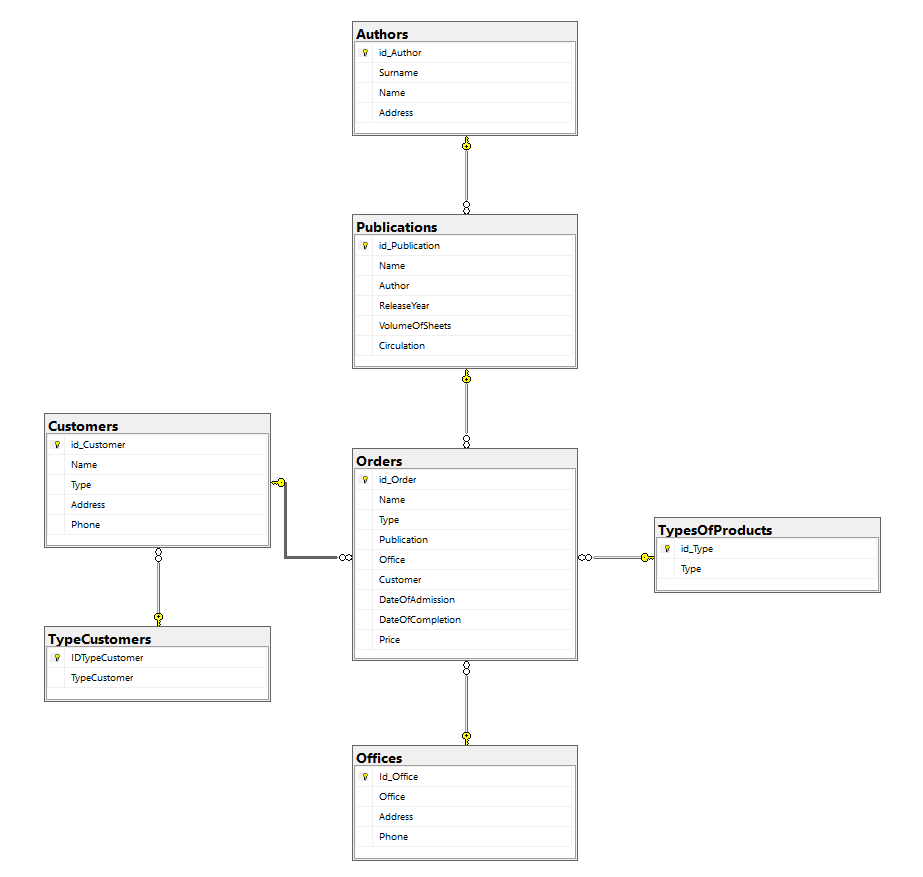 Authors
id_Author
Surname
Name
Address
Publications
id_Publication
Name
Author
ReleaseYear
VolumeOfSheets
Circulation
Customers
id_Customer
Name
Type
Address
Phone
Orders
id_Order
Name
Type
Publication
Office
Customer
DateOfAdmission
DateOfCompletion
Price
TypesOfProducts
id_Type
Type
TypeCustomers
IDTypeCustomer
TypeCustomer
Offices
Id_Office
Office
Address
Phone